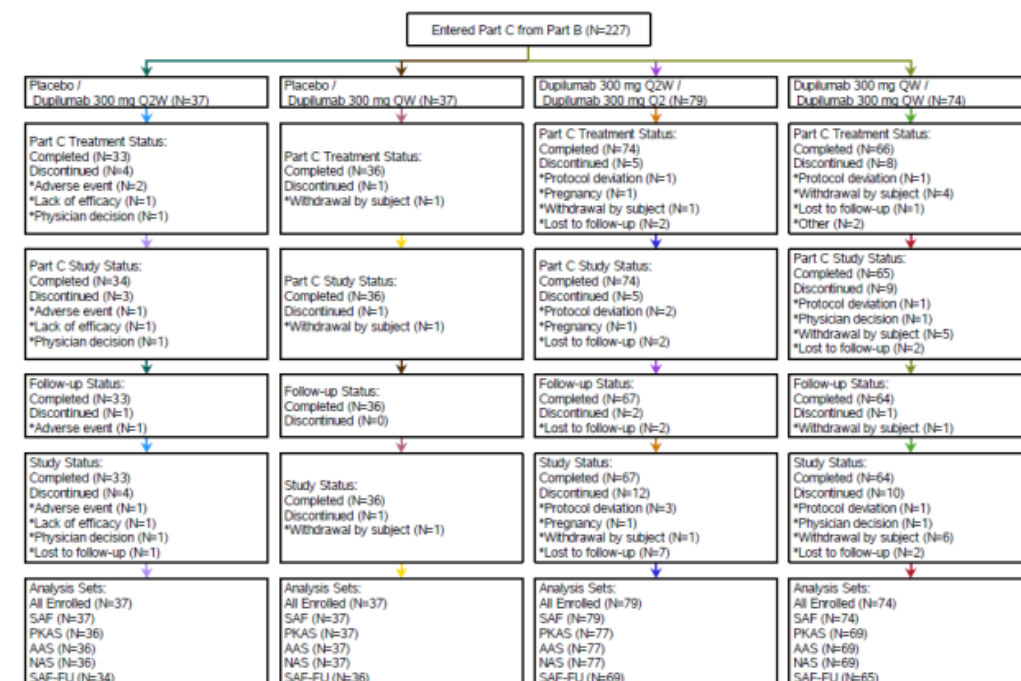 Entered Part C from Part B (N=227)
Placebo /
Dupilumab 300 mg Q2W (N=37)
Placebo /
Dupilumab 300 mg QW (N=37)
Dupilumab 300 mg Q2W /
Dupilumab 300 mg Q2 (N=79)
Dupilumab 300 mg QW /
Dupilumab 300 mg QW (N=74)
Part C Treatment Status:
Completed (N=33)
Discontinued (N=4)
*Adverse event (N=2)
*Lack of efficacy (N=1)
*Physician decision (N=1)
Part C Treatment Status:
Completed (N=36)
Discontinued (N=1)
*Withdrawal by subject (N=1)
Part C Treatment Status:
Completed (N=74)
Discontinued (N=5)
*Protocol deviation (N=1)
*Pregnancy (N=1)
*Withdrawal by subject (N=1)
*Lost to follow-up (N=2)
Part C Treatment Status:
Completed (N=66)
Discontinued (N=8)
*Protocol deviation (N=1)
*Withdrawal by subject (N=4)
*Lost to follow-up (N=1)
*Other (N=2)
Part C Study Status:
Completed (N=34)
Discontinued (N=3)
*Adverse event (N=1)
*Lack of efficacy (N=1)
*Physician decision (N=1)
Part C Study Status:
Completed (N=36)
Discontinued (N=1)
*Withdrawal by subject (N=1)
Part C Study Status:
Completed (N=74)
Discontinued (N=5)
*Protocol deviation (N=2)
*Pregnancy (N=1)
*Lost to follow-up (N=2)
Part C Study Status:
Completed (N=65)
Discontinued (N=9)
*Protocol deviation (N=1)
*Physician decision (N=1)
*Withdrawal by subject (N=5)
*Lost to follow-up (N=2)
Follow-up Status:
Completed (N=33)
Discontinued (N=1)
*Adverse event (N=1)
Follow-up Status:
Completed (N=36)
Discontinued (N=0)
Follow-up Status:
Completed (N=67)
Discontinued (N=2)
*Lost to follow-up (N=2)
Follow-up Status:
Completed (N=64)
Discontinued (N=1)
*Withdrawal by subject (N=1)
Study Status:
Completed (N=33)
Discontinued (N=4)
*Adverse event (N=1)
*Lack of efficacy (N=1)
*Physician decision (N=1)
*Lost to follow-up (N=1)
Study Status:
Completed (N=36)
Discontinued (N=1)
*Withdrawal by subject (N=1)
Study Status:
Completed (N=67)
Discontinued (N=12)
*Protocol deviation (N=3)
*Pregnancy (N=1)
*Withdrawal by subject (N=1)
*Lost to follow-up (N=7)
Study Status:
Completed (N=64)
Discontinued (N=10)
*Protocol deviation (N=1)
*Physician decision (N=1)
*Withdrawal by subject (N=6)
*Lost to follow-up (N=2)
Analysis Sets:
All Enrolled (N=37)
SAF (N=37)
PKAS (N=36)
AAS (N=36)
NAS (N=36)
SAF-FU (N=34)
Analysis Sets:
All Enrolled (N=37)
SAF (N=37)
PKAS (N=37)
AAS (N=37)
NAS (N=37)
SAF-FU (N=36)
Analysis Sets:
All Enrolled (N=79)
SAF (N=79)
PKAS (N=77)
AAS (N=77)
NAS (N=77)
SAF-FU (N=69)
Analysis Sets:
All Enrolled (N=74)
SAF (N=74)
PKAS (N=69)
AAS (N=69)
NAS (N=69)
SAF-FU (N=65)